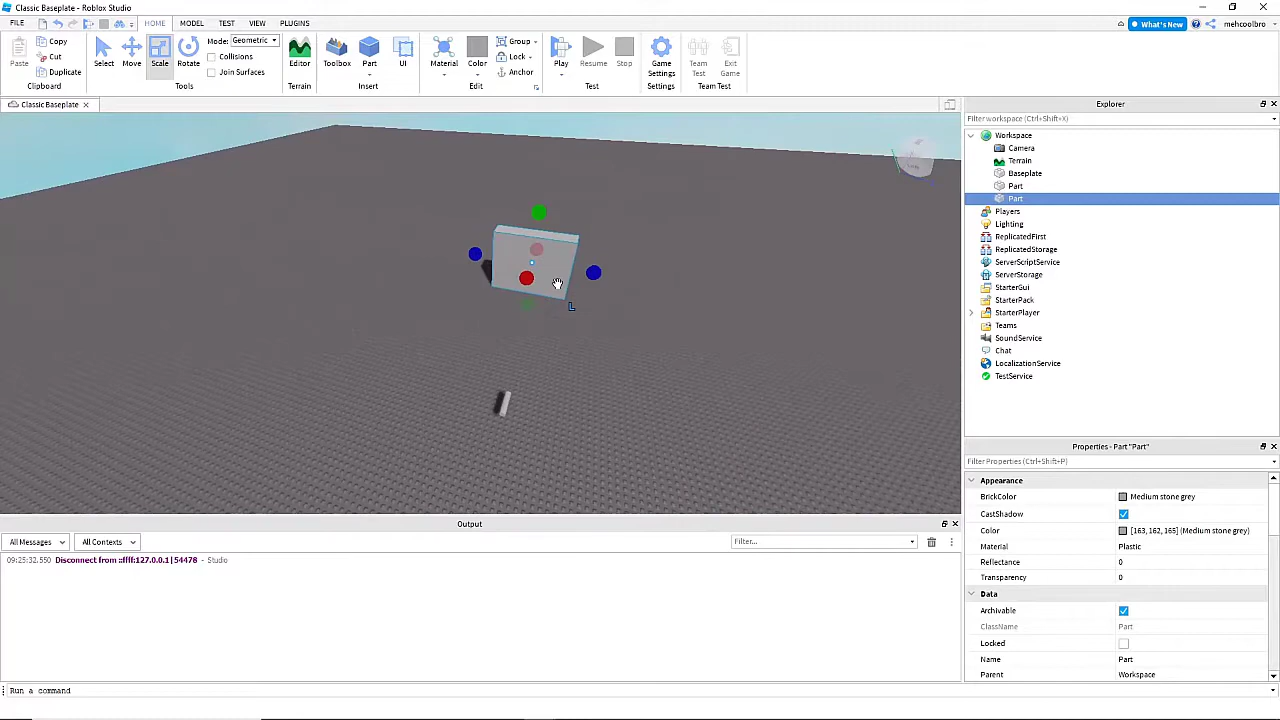 Classic Baseplate - Roblox Studio
FILE HOME MODEL TEST VIEW PLUGINS What's New mehcoolbro
Paste Copy Cut Duplicate Select Move Scale Rotate Mode: Geometric Collisions Join Surfaces Editor Toolbox Part UI Material Color Group Lock Anchor Play Resume Stop Game Settings Team Test Exit Game
Clipboard Tools Terrain Insert Edit Test Settings Team Test
Classic Baseplate
Explorer
Filter workspace (Ctrl+Shift+X)
Workspace
Camera
Terrain
Baseplate
Part
Part
Players
Lighting
ReplicatedFirst
ReplicatedStorage
ServerScriptService
ServerStorage
StarterGui
StarterPack
StarterPlayer
Teams
SoundService
Chat
LocalizationService
TestService
Properties - Part "Part"
Filter Properties (Ctrl+Shift+P)
Appearance
BrickColor Medium stone grey
CastShadow
Color [163, 162, 165] (Medium stone grey)
Material Plastic
Reflectance 0
Transparency 0
Data
Archivable
ClassName Part
Locked
Name Part
Parent Workspace
L
Output
All Messages All Contexts Filter...
09:25:32.550 Disconnect from ::ffff:127.0.0.1|54478 - Studio
Run a command